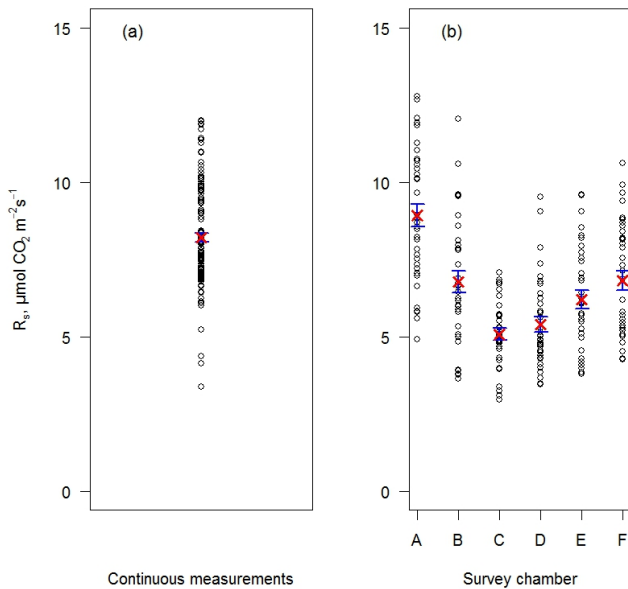 (a)
15
10
5
0
Rₛ, μmol CO₂ m⁻²s⁻¹
Continuous measurements
(b)
15
10
5
0
A B C D E F
Survey chamber